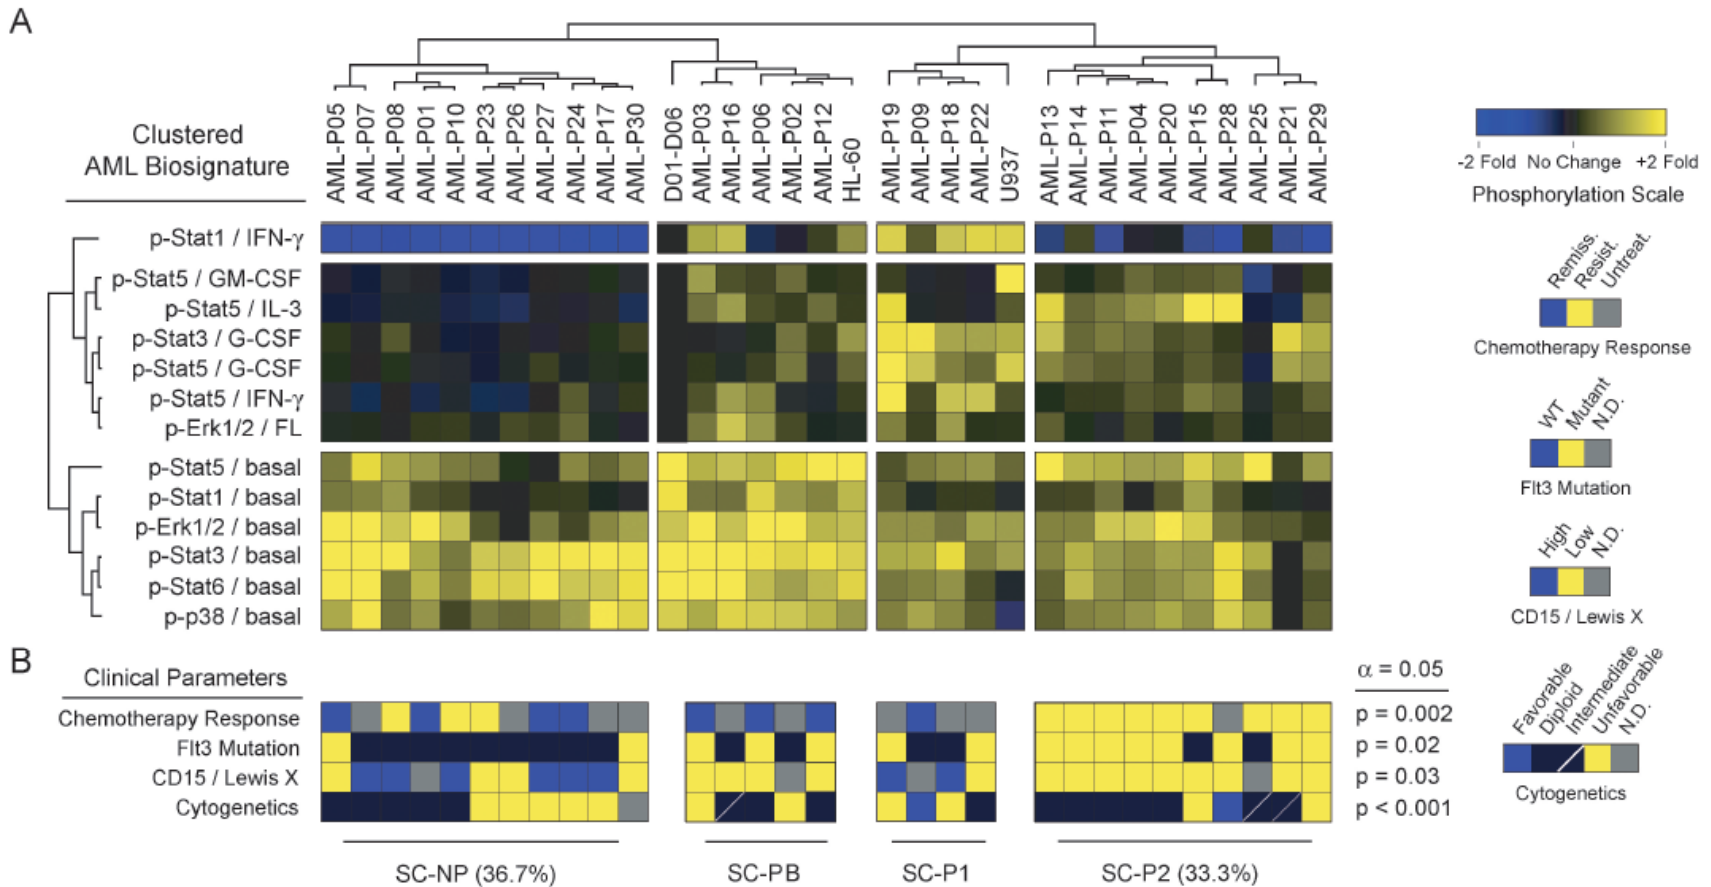 A
Clustered
AML Biosignature
AML-P05
AML-P07
AML-P08
AML-P01
AML-P10
AML-P23
AML-P26
AML-P27
AML-P24
AML-P17
AML-P30
D01-D06
AML-P03
AML-P16
AML-P06
AML-P02
AML-P12
HL-60
AML-P19
AML-P09
AML-P18
AML-P22
U937
AML-P13
AML-P14
AML-P11
AML-P04
AML-P20
AML-P15
AML-P28
AML-P25
AML-P21
AML-P29
-2 Fold No Change +2 Fold
Phosphorylation Scale
p-Stat1 / IFN-γ
p-Stat5 / GM-CSF
p-Stat5 / IL-3
p-Stat3 / G-CSF
p-Stat5 / G-CSF
p-Stat5 / IFN-γ
p-Erk1/2 / FL
p-Stat5 / basal
p-Stat1 / basal
p-Erk1/2 / basal
p-Stat3 / basal
p-Stat6 / basal
p-p38 / basal
Remiss.
Resist.
Untreat.
Chemotherapy Response
WT
Mutant
N.D.
Flt3 Mutation
High
Low
N.D.
CD15 / Lewis X
B
Clinical Parameters
α = 0.05
Chemotherapy Response
p = 0.002
Flt3 Mutation
p = 0.02
CD15 / Lewis X
p = 0.03
Cytogenetics
p < 0.001
Favorable
Diploid
Intermediate
Unfavorable
N.D.
Cytogenetics
SC-NP (36.7%)
SC-PB
SC-P1
SC-P2 (33.3%)